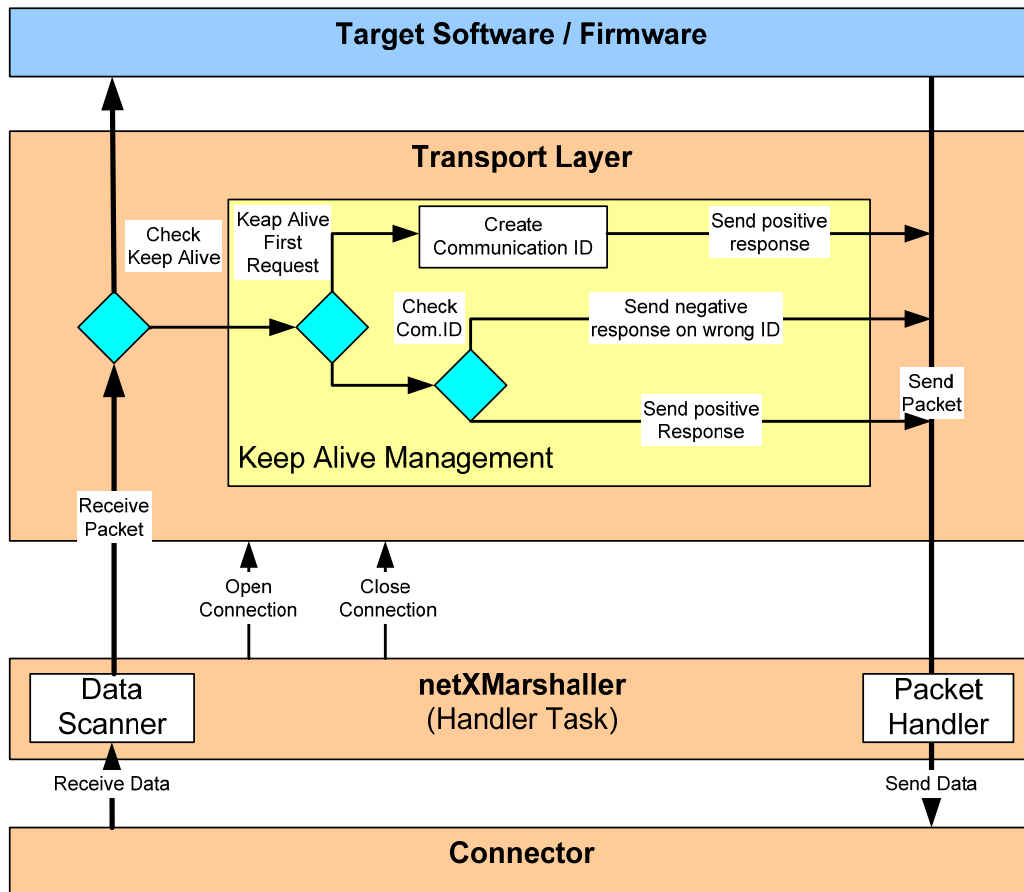 Target Software / Firmware
Transport Layer
Check
Keep Alive
Keap Alive
First
Request
Create
Communication ID
Send positive
response
Check
Com.ID
Send negative
response on wrong ID
Send
Packet
Send positive
Response
Keep Alive Management
Receive
Packet
Open
Connection
Close
Connection
Data
Scanner
netXMarshaller
(Handler Task)
Packet
Handler
Receive Data
Send Data
Connector